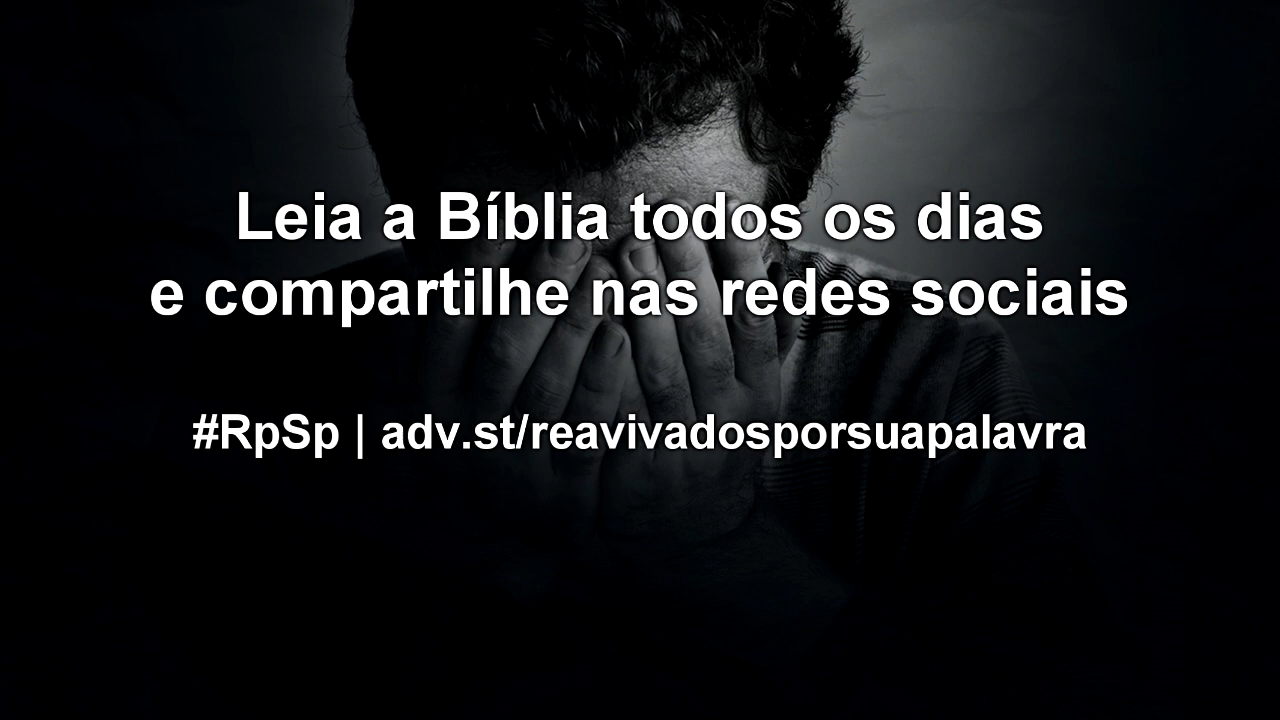 Leia a Bíblia todos os dias
e compartilhe nas redes sociais
#RpSp | adv.st/reavivadosporsuapalavra